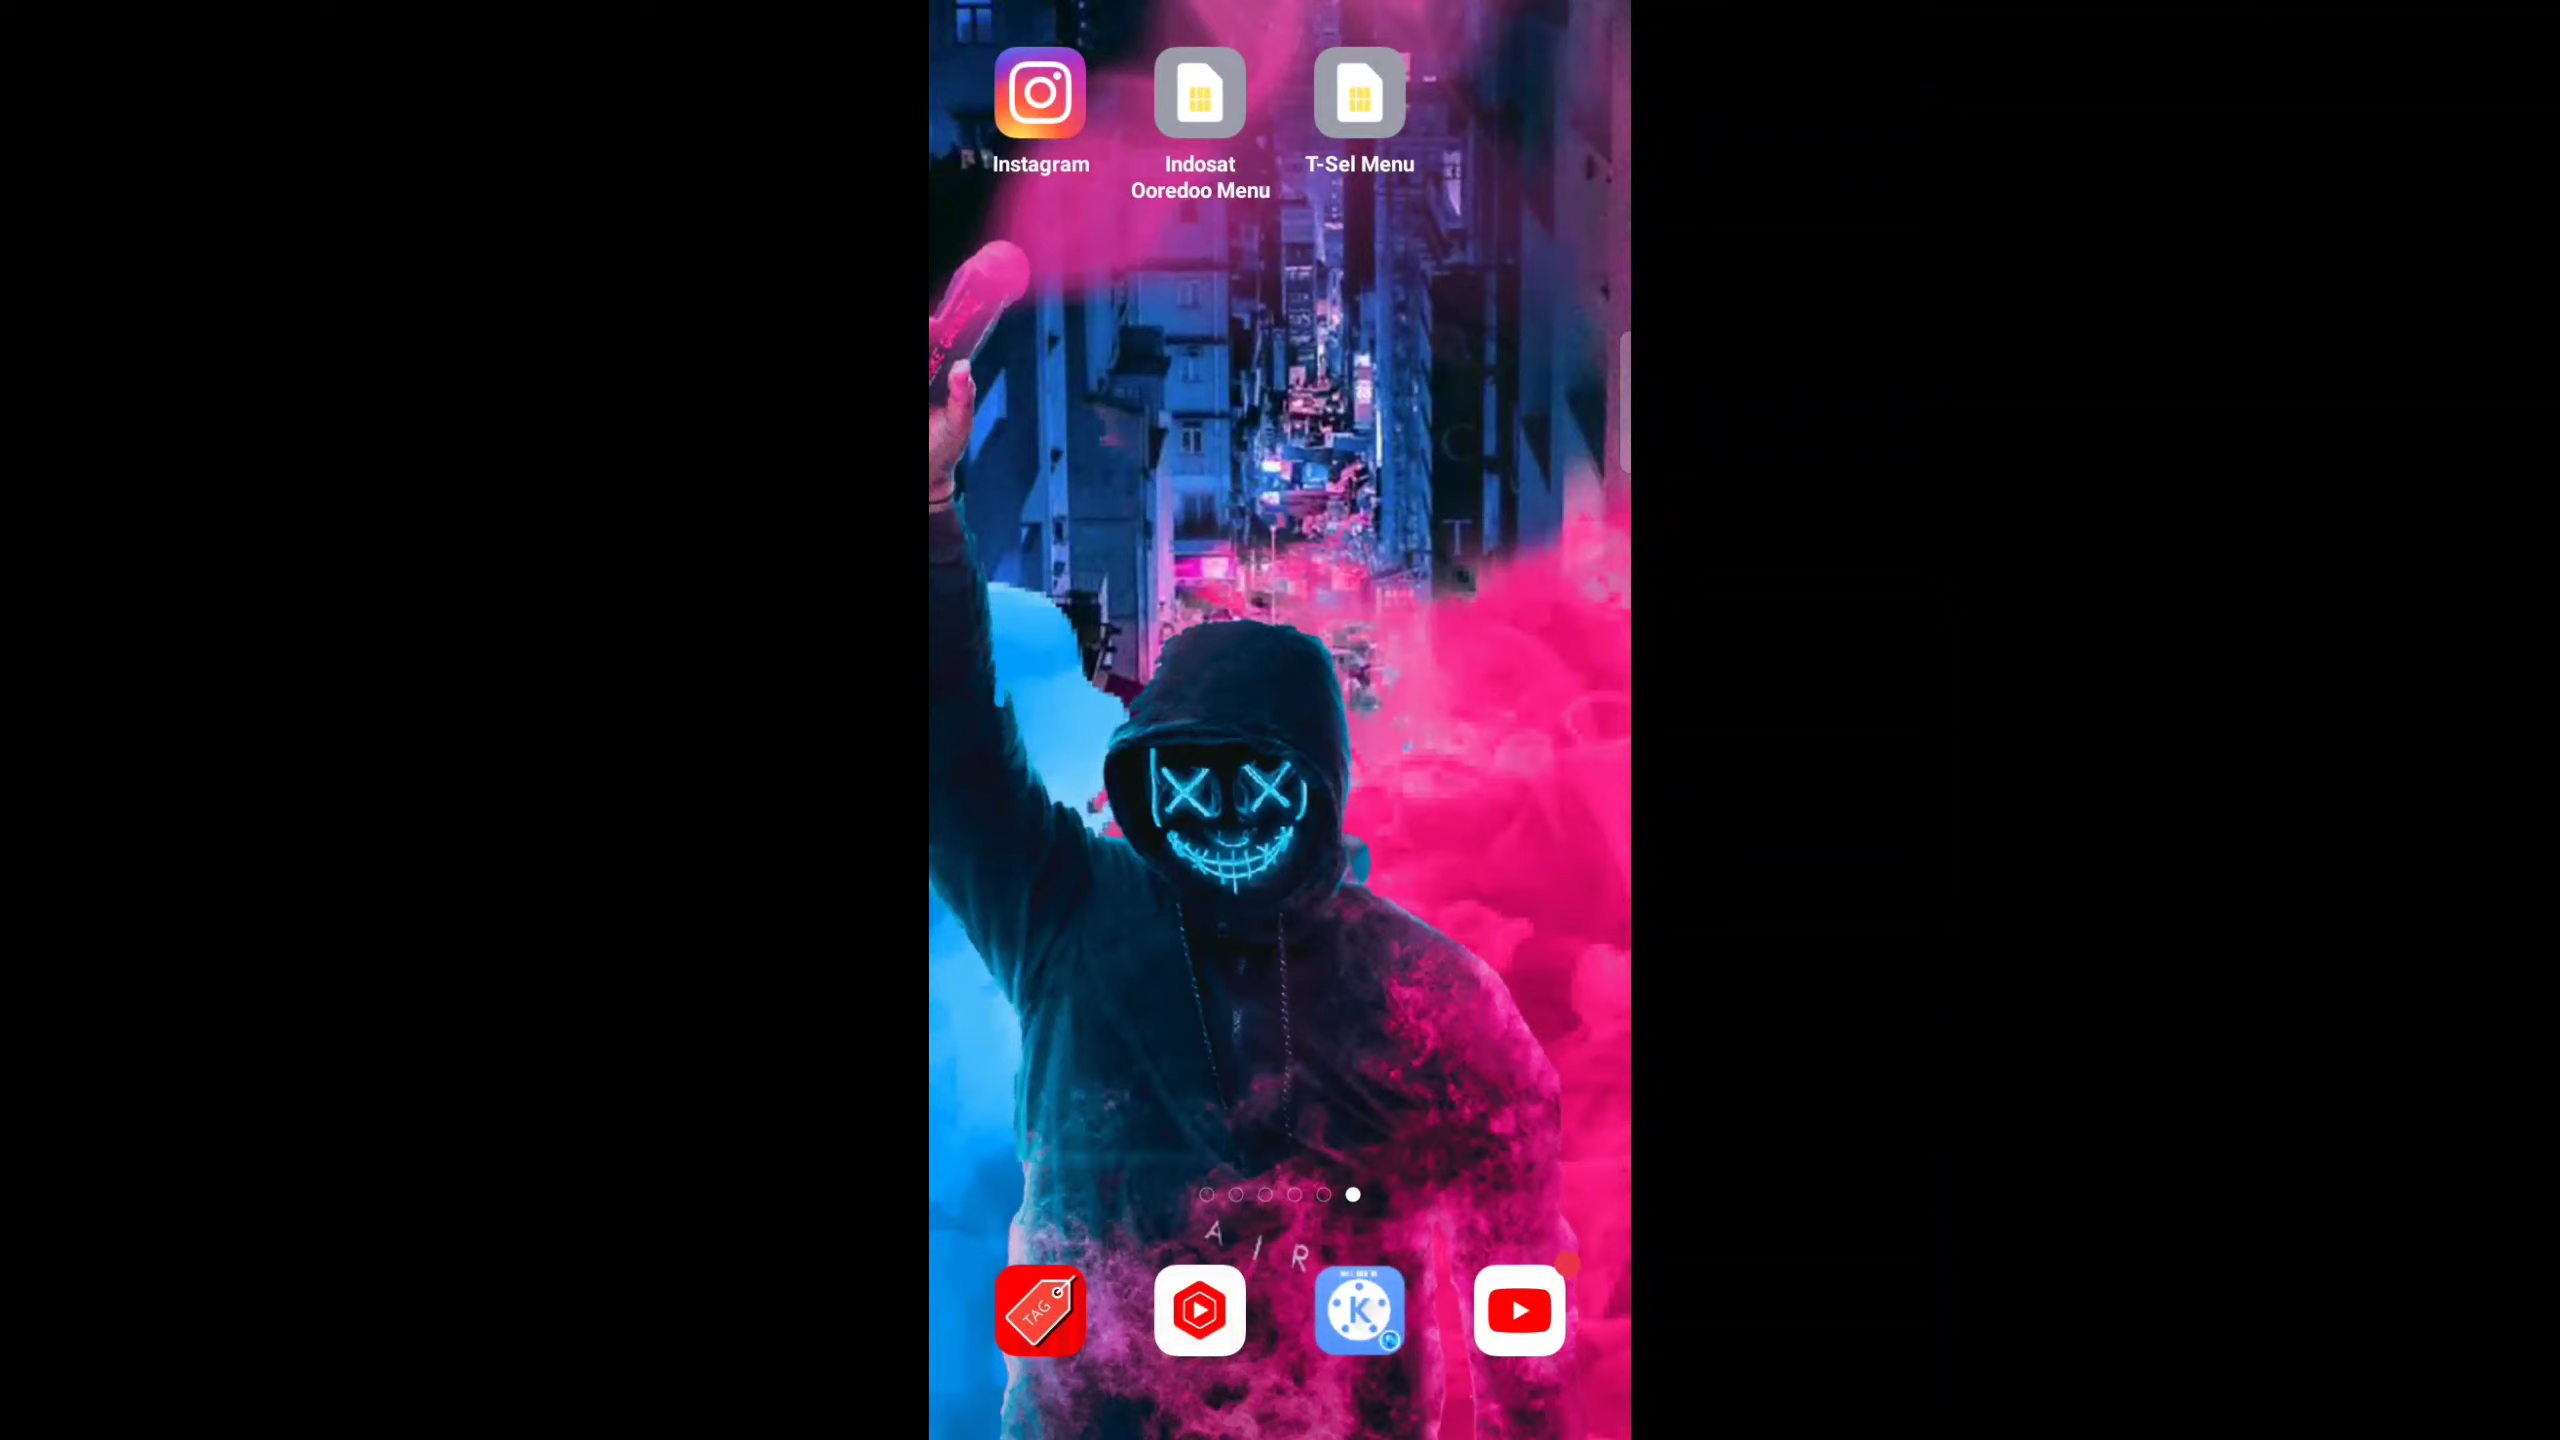 Instagram
Indosat
Ooredoo Menu
T-Sel Menu
A I R
TAG
K